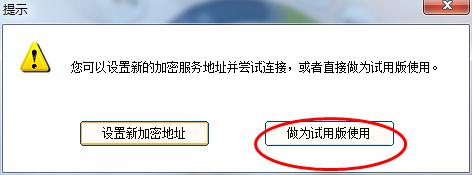 提示
您可以设置新的加密服务地址并尝试连接，或者直接做为试用版使用。
设置新加密地址
做为试用版使用